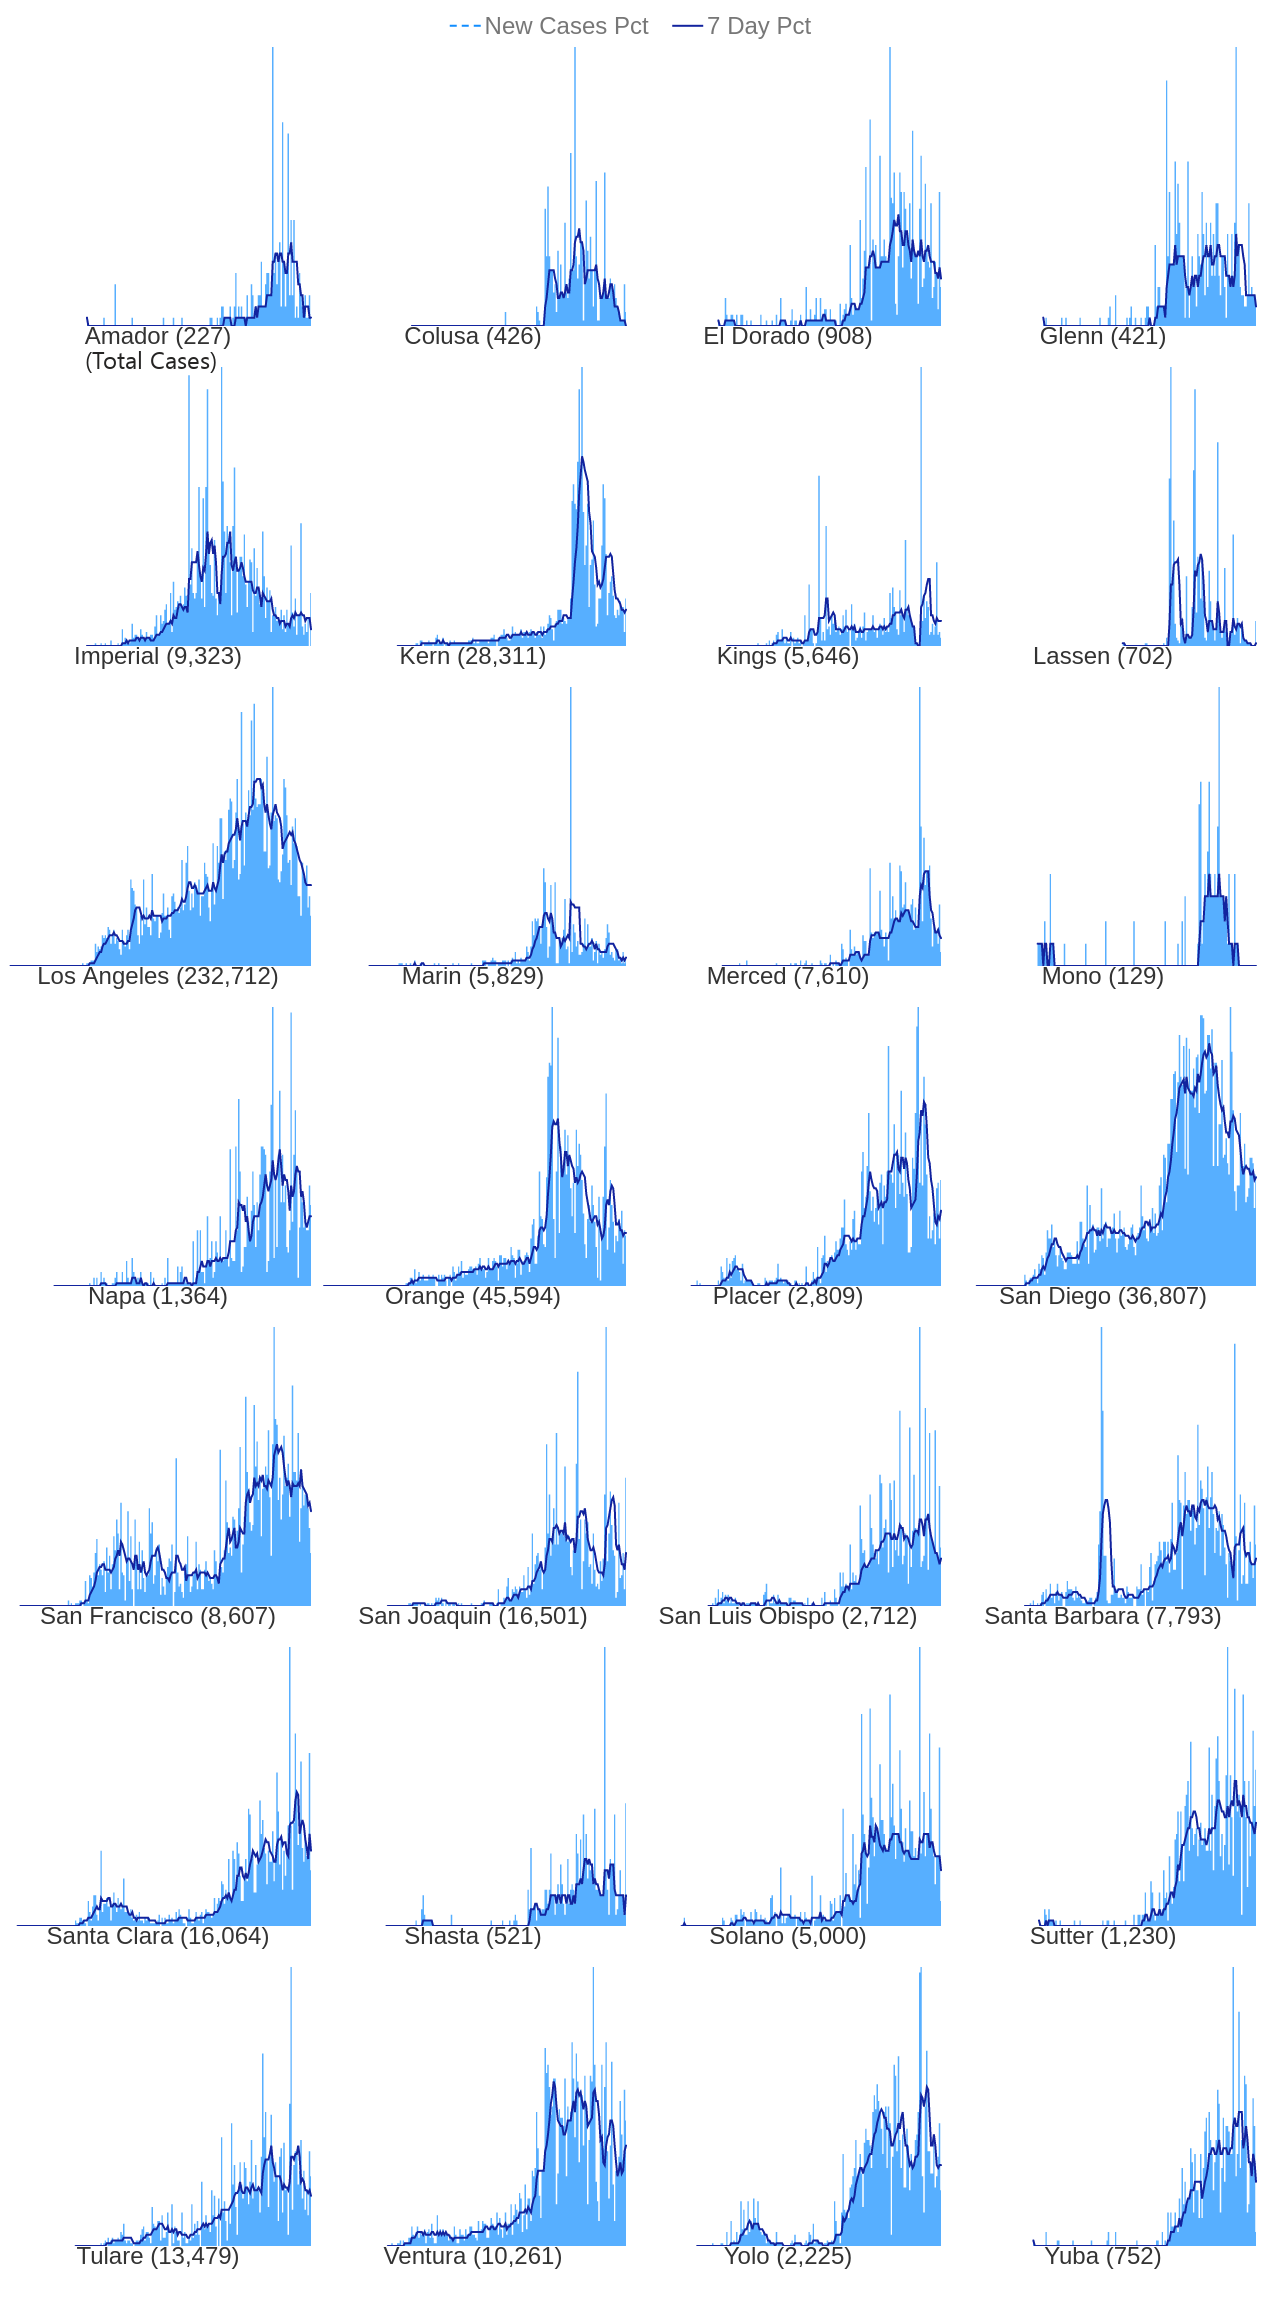 New Cases Pct 7 Day Pct
Amador (227) Colusa (426) El Dorado (908) Glenn (421)
(Total Cases)
Imperial (9,323) Kern (28,311) Kings (5,646) Lassen (702)
Los Angeles (232,712) Marin (5,829) Merced (7,610) Mono (129)
Napa (1,364) Orange (45,594) Placer (2,809) San Diego (36,807)
San Francisco (8,607) San Joaquin (16,501) San Luis Obispo (2,712) Santa Barbara (7,793)
Santa Clara (16,064) Shasta (521) Solano (5,000) Sutter (1,230)
Tulare (13,479) Ventura (10,261) Yolo (2,225) Yuba (752)